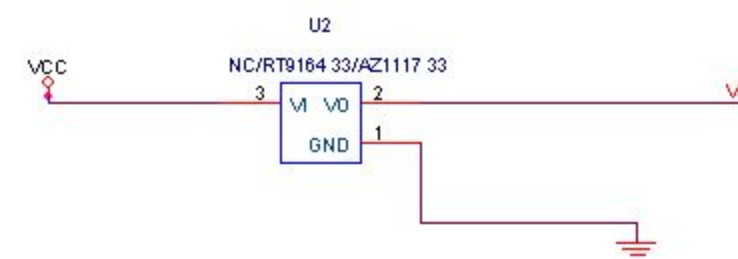 U2
NC/RT9164 33/AZ1117 33
VCC
3
VI VO
2
V
GND
1